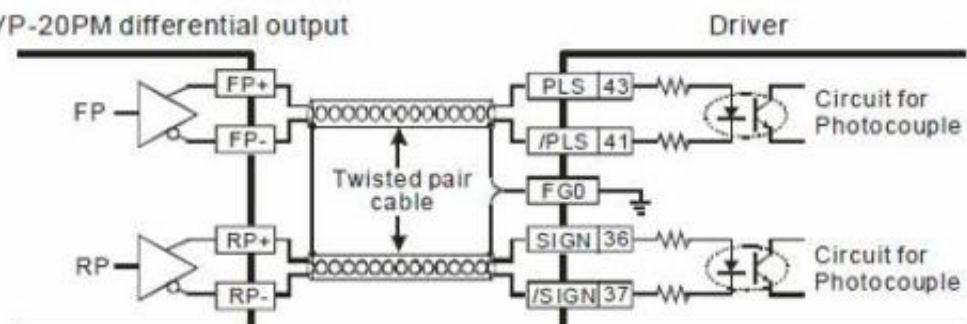 /P-20PM differential output
Driver
FP
FP+
FP-
PLS 43
/PLS 41
Circuit for
Photocouple
Twisted pair
cable
FG0
RP
RP+
RP-
SIGN 36
/SIGN 37
Circuit for
Photocouple